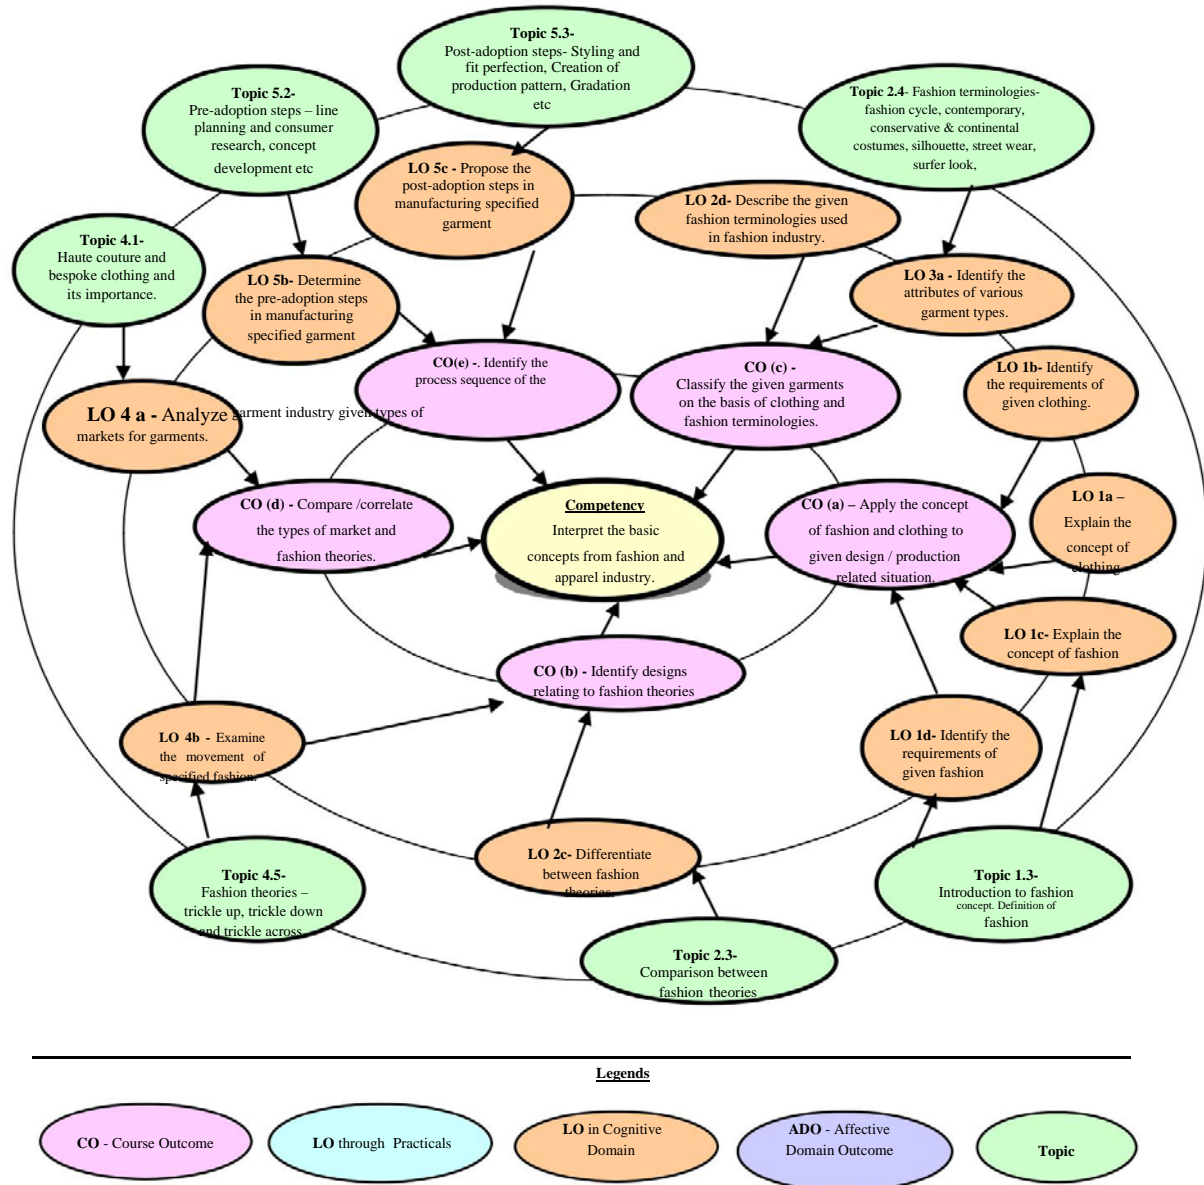 Topic 5.3-
Post-adoption steps- Styling and
fit perfection, Creation of
production pattern, Gradation
etc
Topic 5.2-
Pre-adoption steps – line
planning and consumer
research, concept
development etc
Topic 2.4- Fashion terminologies-
fashion cycle, contemporary,
conservative & continental
costumes, silhouette, street wear,
surfer look,
LO 5c - Propose the
post-adoption steps in
manufacturing specified
garment
LO 2d- Describe the given
fashion terminologies used
in fashion industry.
Topic 4.1-
Haute couture and
bespoke clothing and
its importance.
LO 5b- Determine
the pre-adoption steps
in manufacturing
specified garment
LO 3a - Identify the
attributes of various
garment types.
CO(e) -. Identify the
process sequence of the
garment industry given types of
CO (c) -
Classify the given garments
on the basis of clothing and
fashion terminologies.
LO 1b- Identify
the requirements of
given clothing.
LO 4 a - Analyze
markets for garments.
CO (d) - Compare /correlate
the types of market and
fashion theories.
Competency
Interpret the basic
concepts from fashion and
apparel industry.
CO (a) – Apply the concept
of fashion and clothing to
given design / production
related situation.
LO 1a –
Explain the
concept of
clothing
LO 1c- Explain the
concept of fashion
CO (b) - Identify designs
relating to fashion theories
LO 4b - Examine
the movement of
specified fashion.
LO 1d- Identify the
requirements of
given fashion
LO 2c- Differentiate
between fashion
theories.
Topic 4.5-
Fashion theories –
trickle up, trickle down
and trickle across
Topic 1.3-
Introduction to fashion
concept. Definition of
fashion
Topic 2.3-
Comparison between
fashion theories
Legends
CO - Course Outcome
LO through Practicals
LO in Cognitive
Domain
ADO - Affective
Domain Outcome
Topic